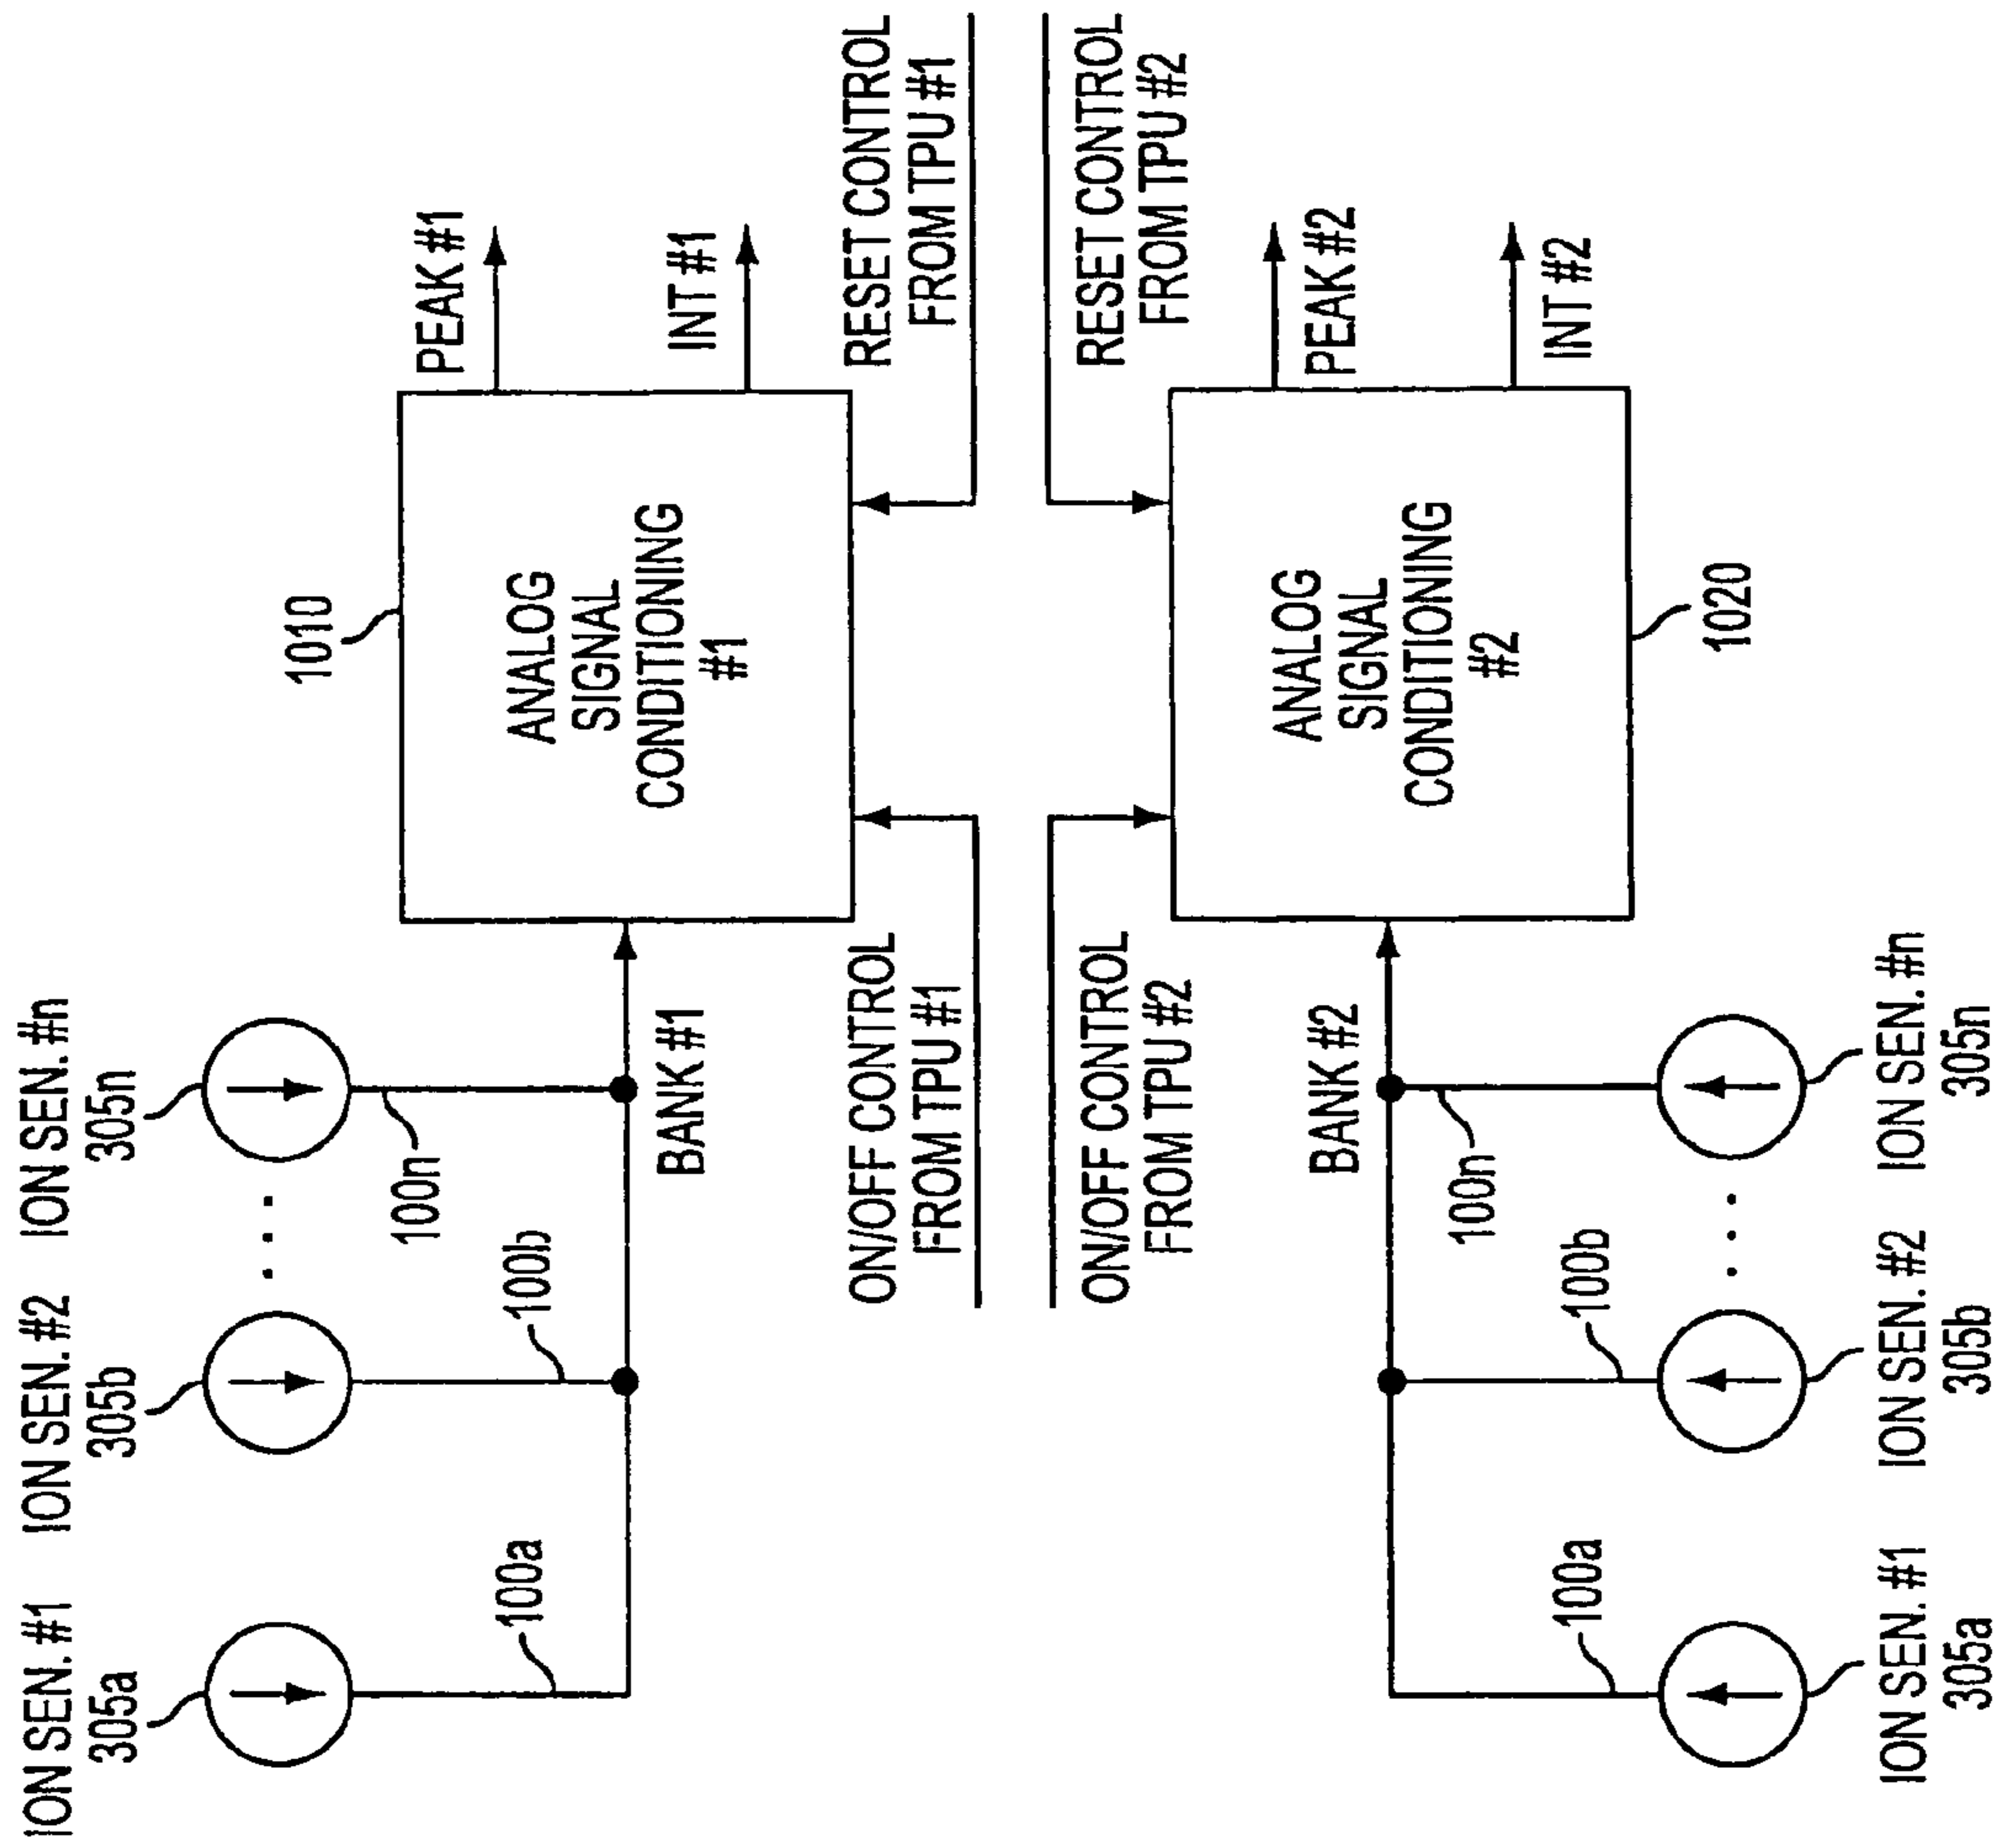 ION SEN. #1
305a
ION SEN. #2
305b
ION SEN. #n
305n
100a
100b
100n
BANK #1
1010
ANALOG
SIGNAL
CONDITIONING
#1
PEAK #1
INT #1
ON/OFF CONTROL
FROM TPU #1
RESET CONTROL
FROM TPU #1
ON/OFF CONTROL
FROM TPU #2
RESET CONTROL
FROM TPU #2
BANK #2
ANALOG
SIGNAL
CONDITIONING
#2
1020
PEAK #2
INT #2
100a
100b
100n
ION SEN. #1
305a
ION SEN. #2
305b
ION SEN. #n
305n